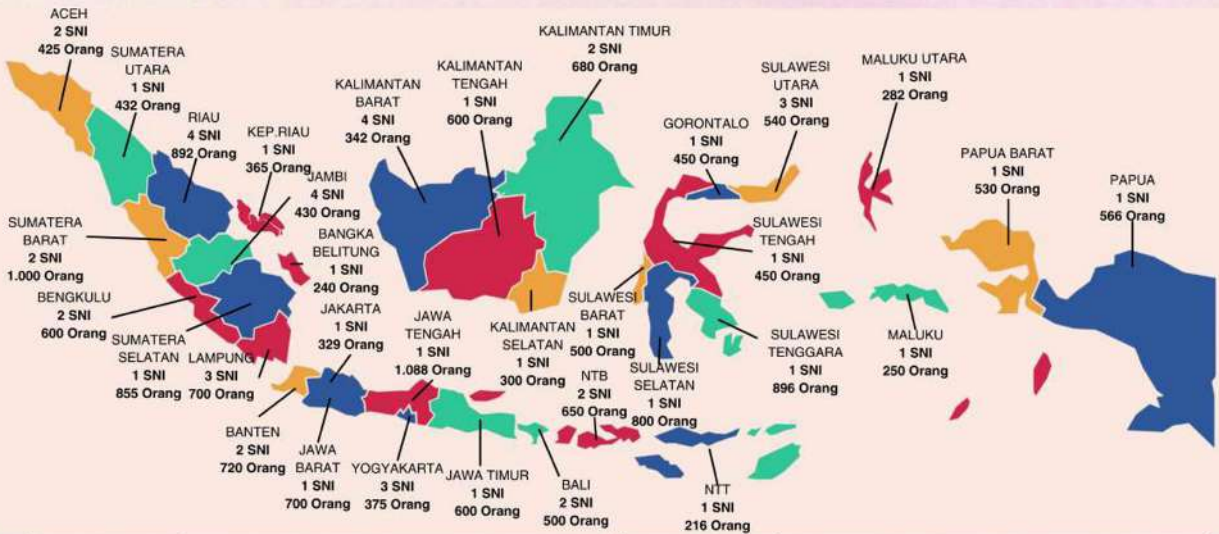 ACEH
2 SNI
425 Orang
SUMATERA
UTARA
1 SNI
432 Orang
RIAU
4 SNI
892 Orang
KEP.RIAU
1 SNI
365 Orang
JAMBI
4 SNI
430 Orang
SUMATERA
BARAT
2 SNI
1.000 Orang
BANGKA
BELITUNG
1 SNI
240 Orang
BENGKULU
2 SNI
600 Orang
SUMATERA
SELATAN
1 SNI
855 Orang
LAMPUNG
3 SNI
700 Orang
JAKARTA
1 SNI
329 Orang
BANTEN
2 SNI
720 Orang
JAWA
BARAT
1 SNI
700 Orang
JAWA
TENGAH
1 SNI
1.088 Orang
YOGYAKARTA
3 SNI
375 Orang
JAWA TIMUR
1 SNI
600 Orang
BALI
2 SNI
500 Orang
NTB
2 SNI
650 Orang
NTT
1 SNI
216 Orang
KALIMANTAN
BARAT
4 SNI
342 Orang
KALIMANTAN
TENGAH
1 SNI
600 Orang
KALIMANTAN TIMUR
2 SNI
680 Orang
KALIMANTAN
SELATAN
1 SNI
300 Orang
GORONTALO
1 SNI
450 Orang
SULAWESI
UTARA
3 SNI
540 Orang
SULAWESI
TENGAH
1 SNI
450 Orang
SULAWESI
BARAT
1 SNI
500 Orang
SULAWESI
SELATAN
1 SNI
800 Orang
SULAWESI
TENGGARA
1 SNI
896 Orang
MALUKU UTARA
1 SNI
282 Orang
MALUKU
1 SNI
250 Orang
PAPUA BARAT
1 SNI
530 Orang
PAPUA
1 SNI
566 Orang